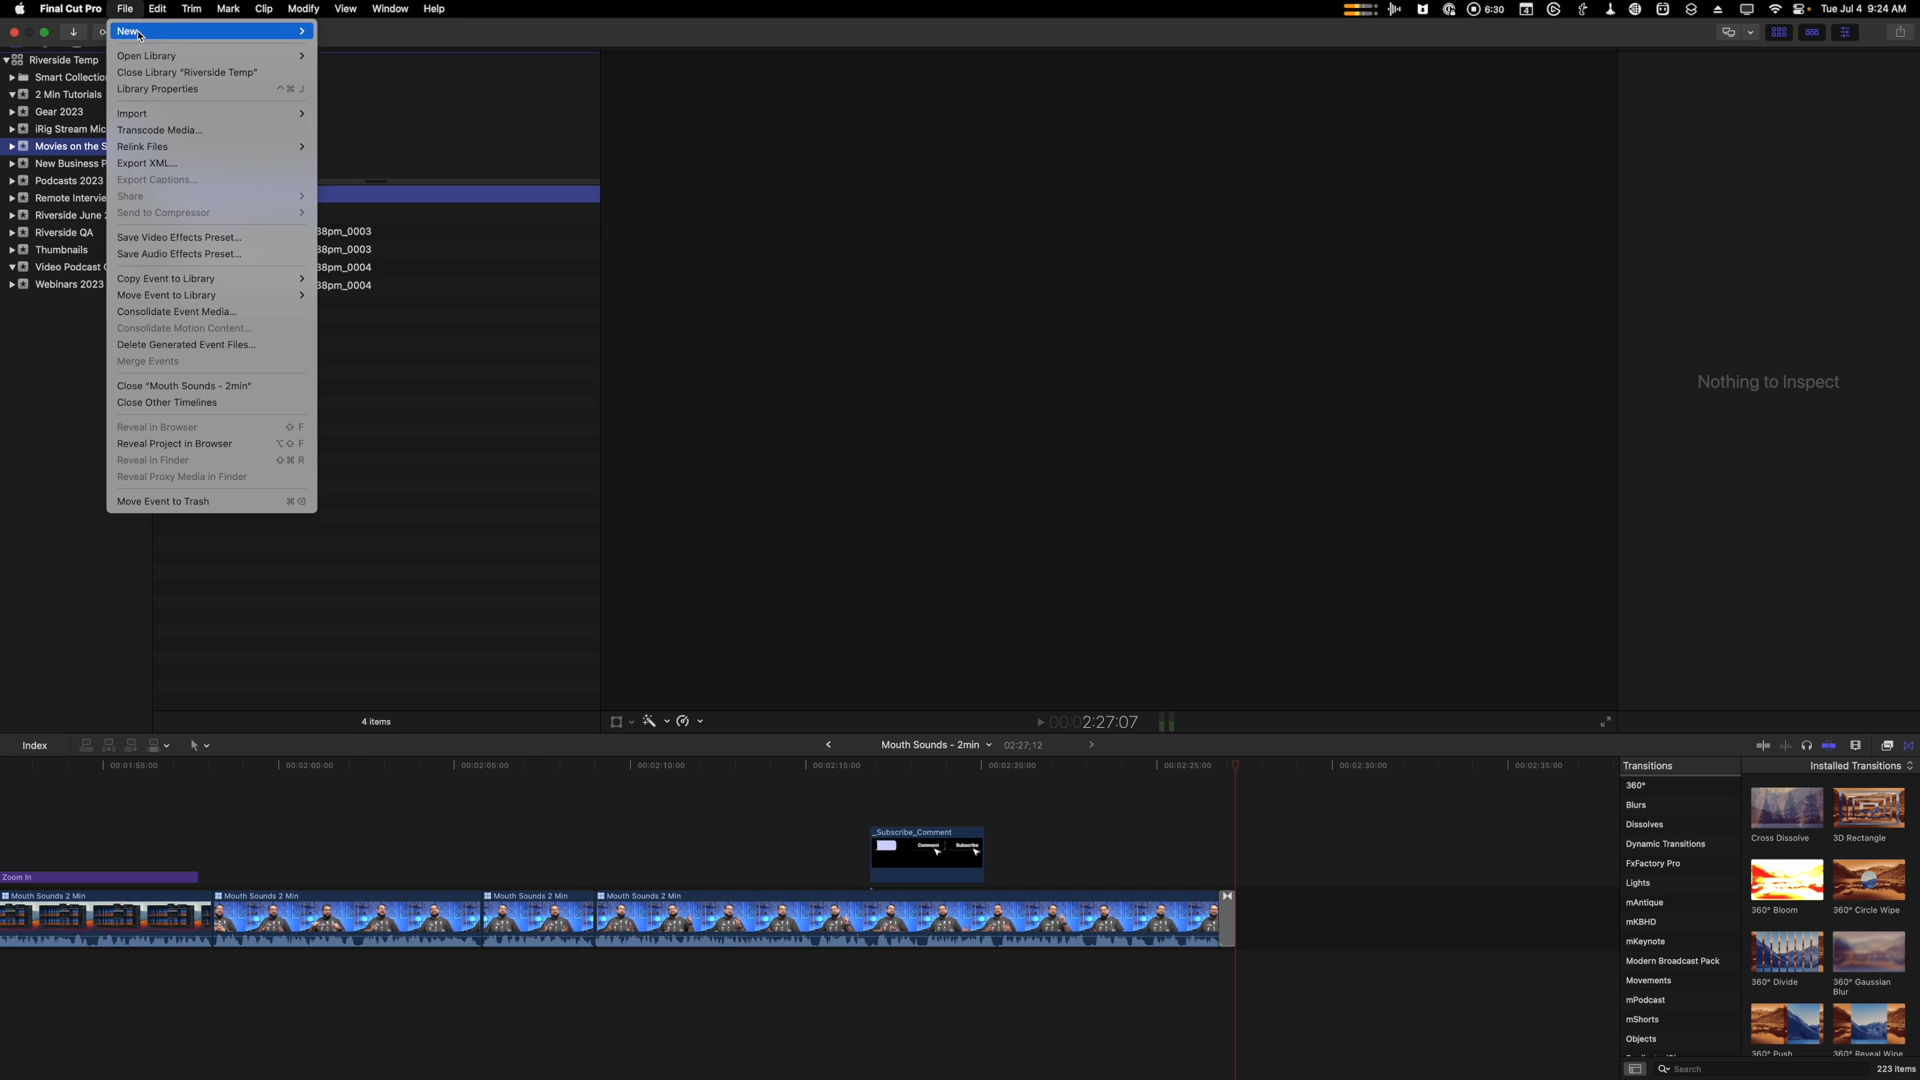 Final Cut Pro File Edit Trim Mark Clip Modify View Window Help 6:30 Tue Jul 4 9:24 AM
New
Open Library
Close Library "Riverside Temp"
Library Properties ⌃⌘ J
Import
Transcode Media...
Relink Files
Export XML...
Export Captions...
Share
Send to Compressor
Save Video Effects Preset...
Save Audio Effects Preset...
Copy Event to Library
Move Event to Library
Consolidate Event Media...
Consolidate Motion Content...
Delete Generated Event Files...
Merge Events
Close "Mouth Sounds - 2min"
Close Other Timelines
Reveal in Browser ⇧ F
Reveal Project in Browser ⌥⇧ F
Reveal in Finder ⇧⌘ R
Reveal Proxy Media in Finder
Move Event to Trash ⌘⌫
Riverside Temp
Smart Collectio
2 Min Tutorials
Gear 2023
iRig Stream Mic
Movies on the S
New Business P
Podcasts 2023
Remote Intervie
Riverside June 2
Riverside QA
Thumbnails
Video Podcast C
Webinars 2023
38pm_0003
38pm_0003
38pm_0004
38pm_0004
Nothing to Inspect
4 items
00:02:27:07
Index
Mouth Sounds - 2min 02:27;12
00:01:55:00 00:02:00:00 00:02:05:00 00:02:10:00 00:02:15:00 00:02:20:00 00:02:25:00 00:02:30:00 00:02:35:00
_Subscribe_Comment
Comment Subscribe
Zoom In
Mouth Sounds 2 Min Mouth Sounds 2 Min Mouth Sounds 2 Min Mouth Sounds 2 Min
Transitions Installed Transitions
360°
Blurs
Dissolves
Dynamic Transitions
FxFactory Pro
Lights
mAntique
mKBHD
mKeynote
Modern Broadcast Pack
Movements
mPodcast
mShorts
Objects
Cross Dissolve 3D Rectangle
360° Bloom 360° Circle Wipe
360° Divide 360° Gaussian Blur
360° Push 360° Reveal Wipe
Search 223 items